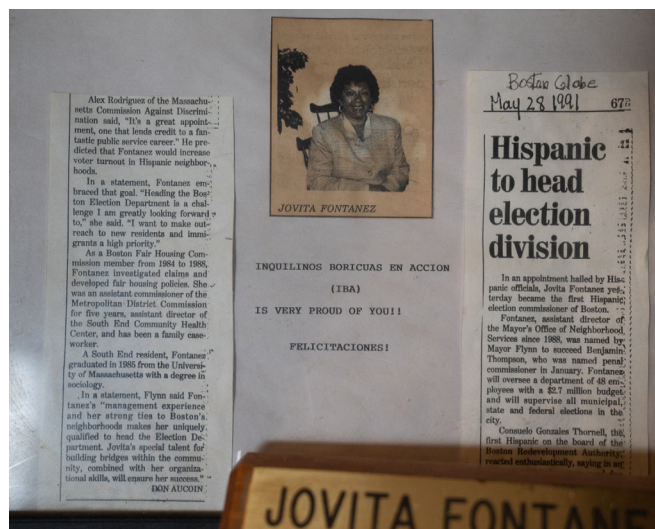 Alex Rodriguez of the Massachu-
setts Commission Against Discrimi-
nation said, "It's a great appoint-
ment, one that lends credit to a fan-
tastic public service career." He pre-
dicted that Fontanez would increase
voter turnout in Hispanic neighbor-
hoods.
In a statement, Fontanez em-
braced that goal. "Heading the Bos-
ton Election Department is a chal-
lenge I am greatly looking forward
to," she said. "I want to make out-
reach to new residents and immi-
grants a high priority."
As a Boston Fair Housing Com-
mission member from 1984 to 1988,
Fontanez investigated claims and
developed fair housing policies. She
was an assistant commissioner of the
Metropolitan District Commission
for five years, assistant director of
the South End Community Health
Center, and has been a family case-
worker.
A South End resident, Fontanez
graduated in 1985 from the Universi-
ty of Massachusetts with a degree in
sociology.
In a statement, Flynn said Fon-
tanez's "management experience
and her strong ties to Boston's
neighborhoods makes her uniquely
qualified to head the Election De-
partment. Jovita's special talent for
building bridges within the commu-
nity, combined with her organiza-
tional skills, will ensure her success."
DON AUCOIN
JOVITA FONTANEZ
INQUILINOS BORICUAS EN ACCION
(IBA)
IS VERY PROUD OF YOU!!
FELICITACIONES!
Boston Globe
May 28 1991
Hispanic
to head
election
division
In an appointment hailed by His-
panic officials, Jovita Fontanez yes-
terday became the first Hispanic
election commissioner of Boston.
Fontanez, assistant director of
the Mayor's Office of Neighborhood
Services since 1988, was named by
Mayor Flynn to succeed Benjamin
Thompson, who was named penal
commissioner in January. Fontanez
will oversee a department of 48 em-
ployees with a $2.7 million budget
and will supervise all municipal,
state and federal elections in the
city.
Consuelo Gonzales Thornell, the
first Hispanic on the board of the
Boston Redevelopment Authority,
reacted enthusiastically, saying in an
JOVITA FONTANE